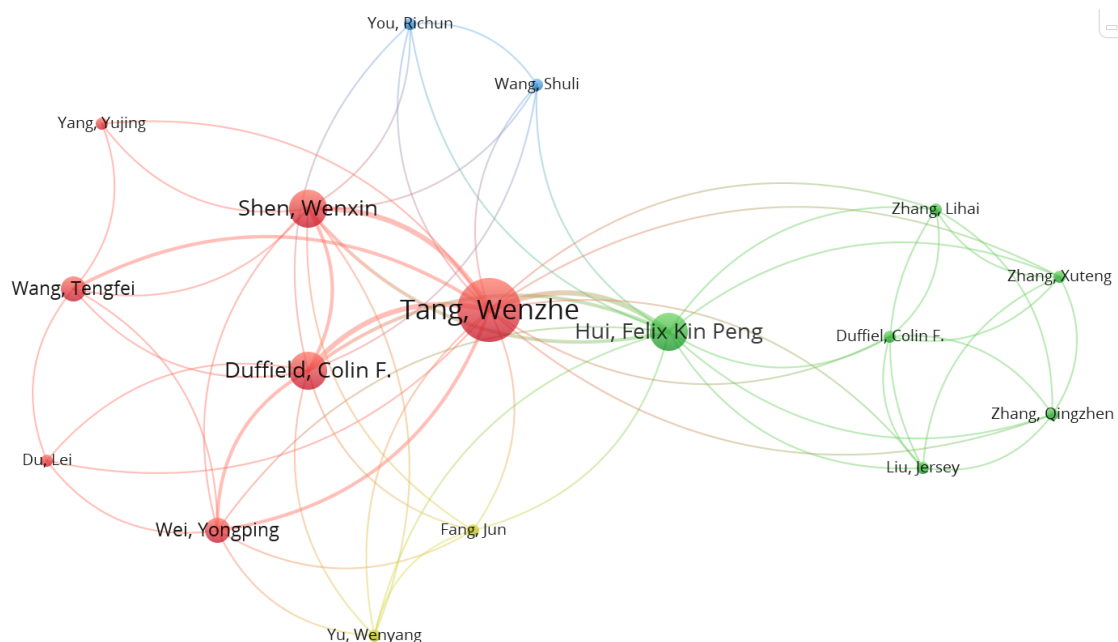 You, Richun
Wang, Shuli
Yang, Yujing
Shen, Wenxin
Zhang, Lihai
Zhang, Xuteng
Wang, Tengfei
Tang, Wenzhe
Hui, Felix Kin Peng
Duffiel, Colin F.
Duffield, Colin F.
Zhang, Qingzhen
Du, Lei
Liu, Jersey
Wei, Yongping
Fang, Jun
Yu, Wenyang